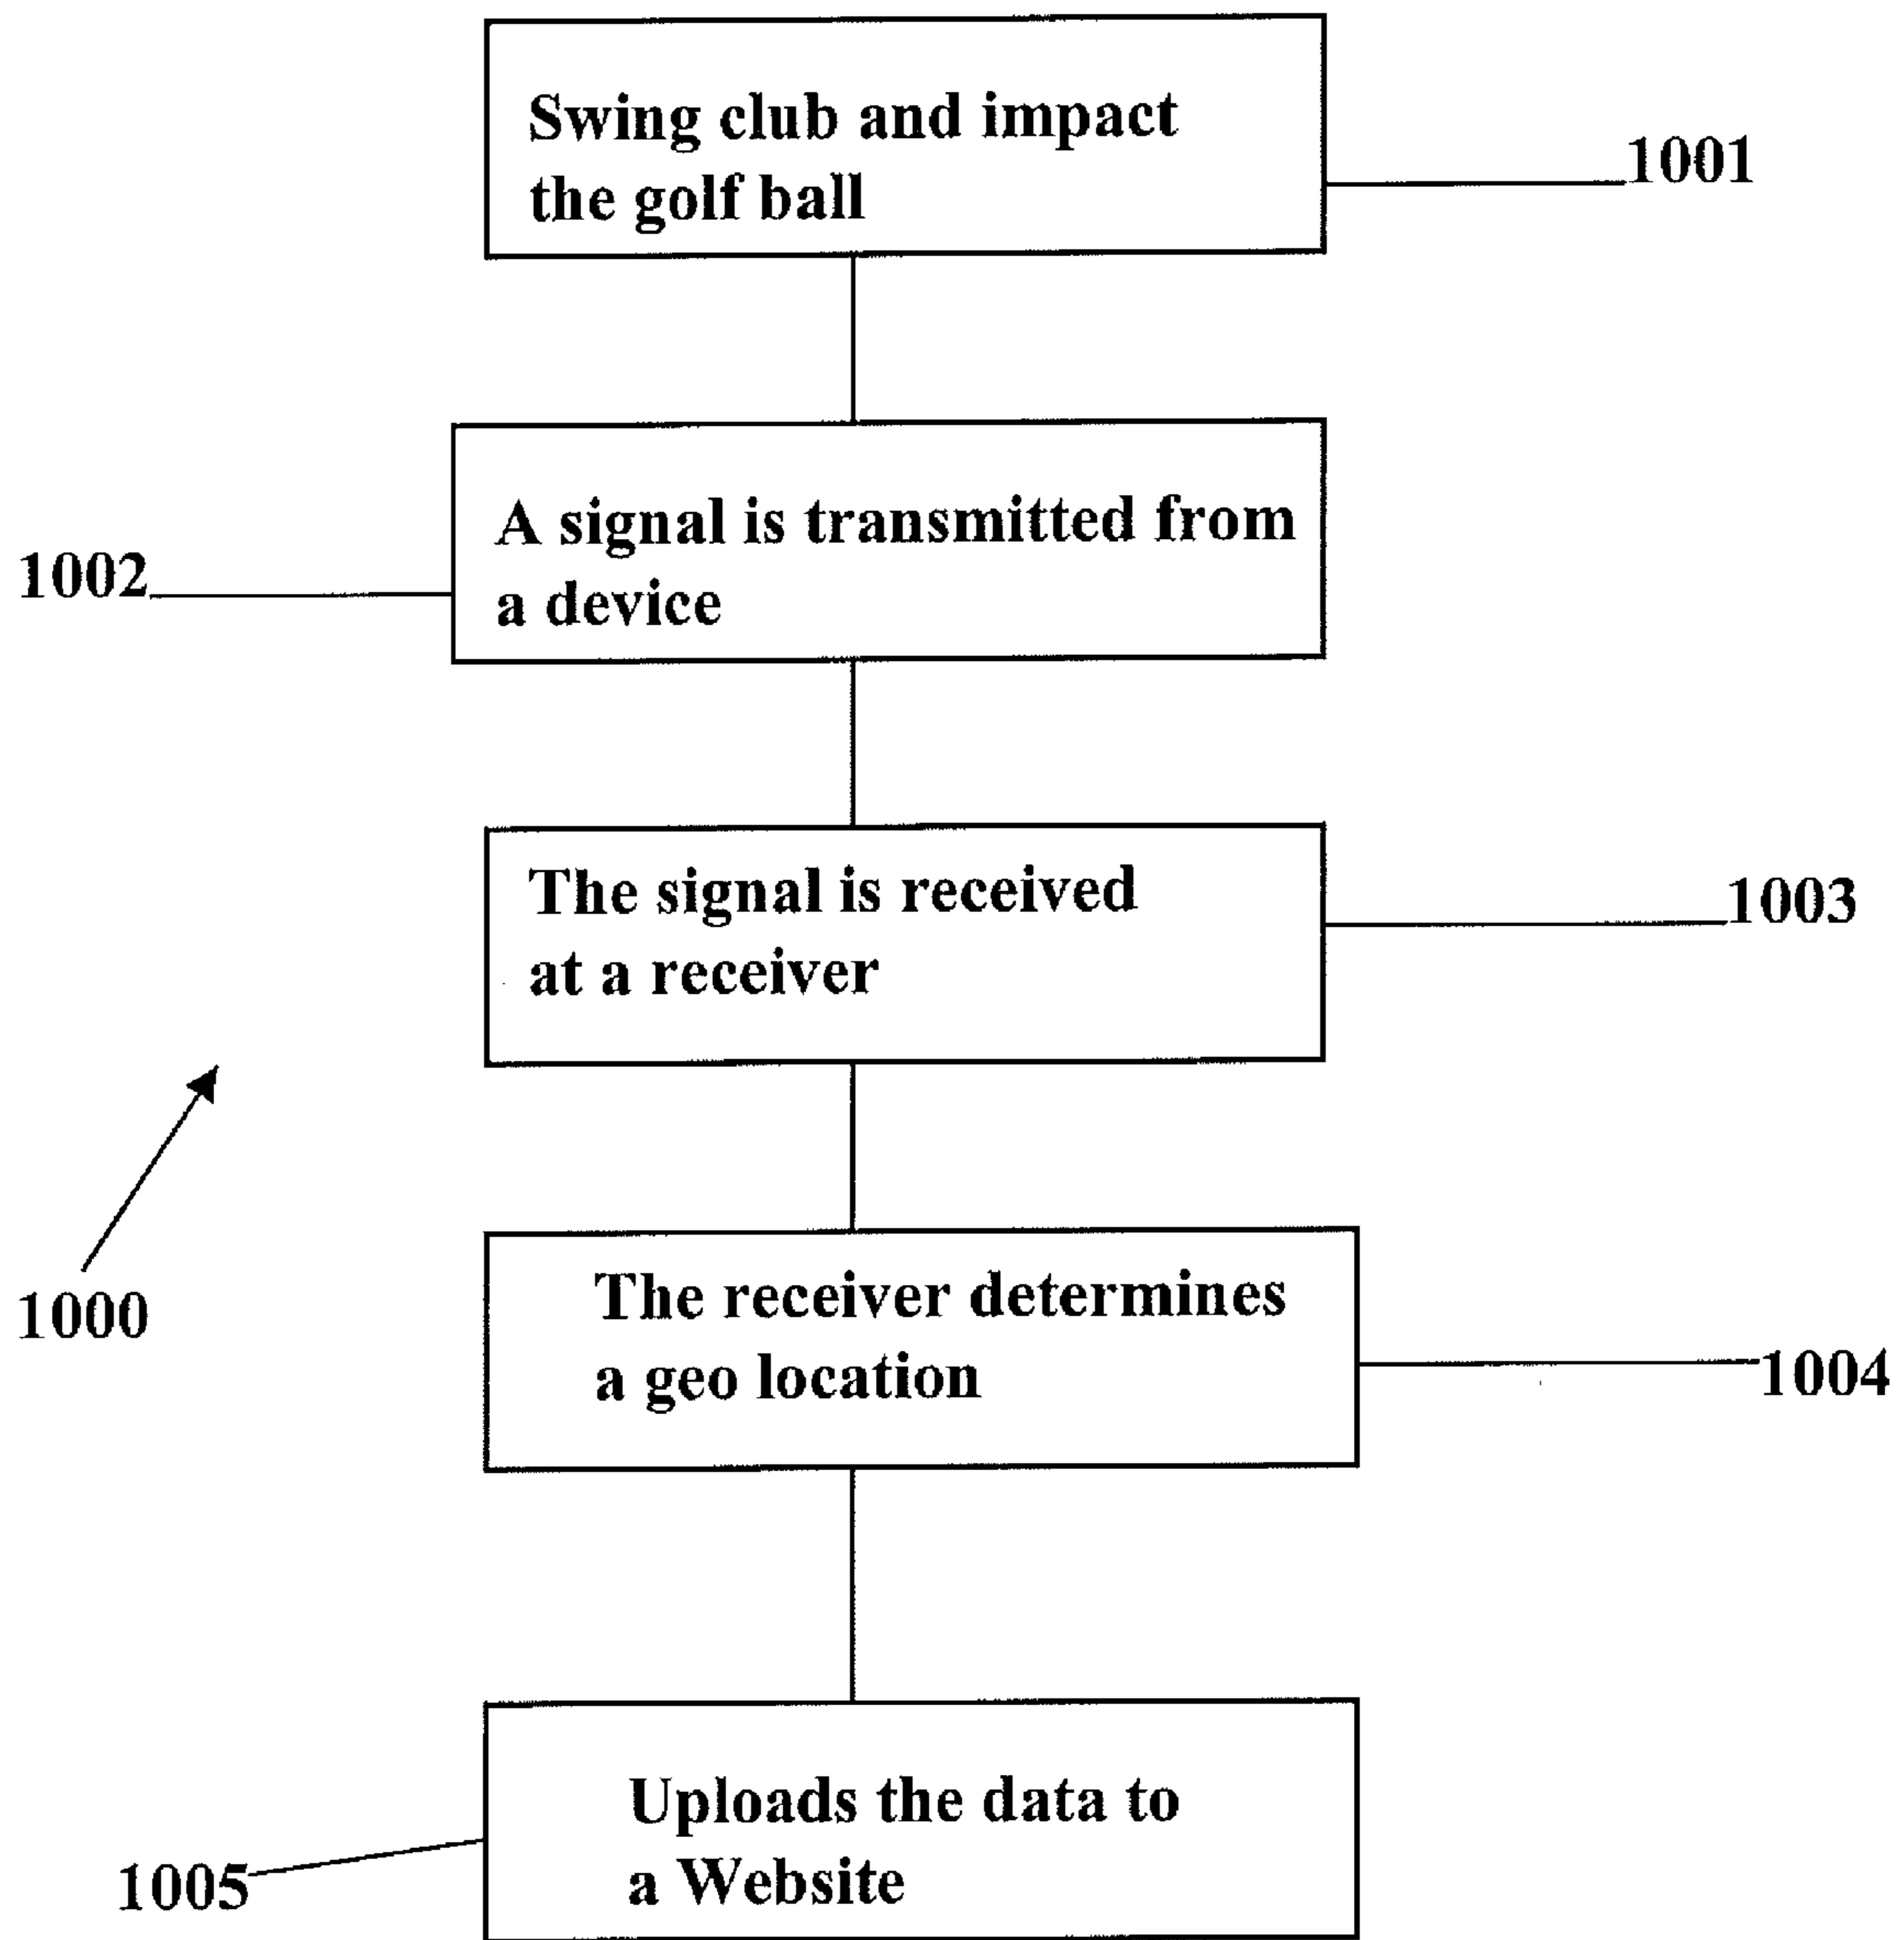 Swing club and impact
the golf ball
1001
A signal is transmitted from
a device
1002
The signal is received
at a receiver
1003
1000
The receiver determines
a geo location
1004
Uploads the data to
a Website
1005